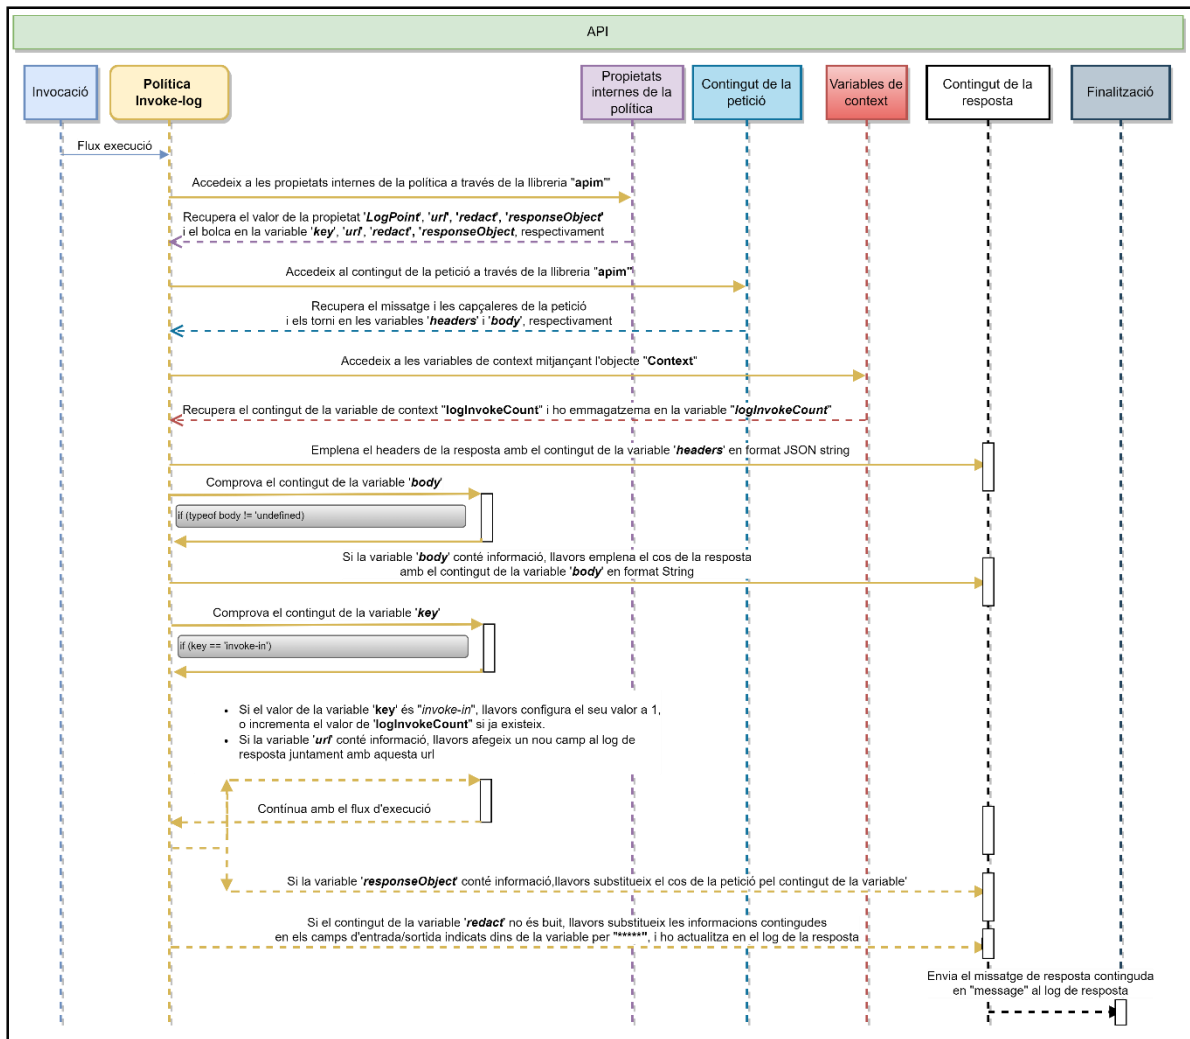 API
Invocació
Política
Invoke-log
Propietats
internes de la
política
Contingut de la
petició
Variables de
context
Contingut de la
resposta
Finalització
Flux execució
Accedeix a les propietats internes de la política a través de la llibreria "apim'"
Recupera el valor de la propietat 'LogPoint', 'url', 'redact', 'responseObject'
i el bolca en la variable 'key', 'url', 'redact', 'responseObject, respectivament
Accedeix al contingut de la petició a través de la llibreria "apim"
Recupera el missatge i les capçaleres de la petició
i els torni en les variables 'headers' i 'body', respectivament
Accedeix a les variables de context mitjançant l'objecte "Context"
Recupera el contingut de la variable de context "logInvokeCount" i ho emmagatzema en la variable "logInvokeCount"
Emplena el headers de la resposta amb el contingut de la variable 'headers' en format JSON string
Comprova el contingut de la variable 'body'
if (typeof body != 'undefined)
Si la variable 'body' conté informació, llavors emplena el cos de la resposta
amb el contingut de la variable 'body' en format String
Comprova el contingut de la variable 'key'
if (key == 'invoke-in')
• Si el valor de la variable 'key' és "invoke-in", llavors configura el seu valor a 1,
o incrementa el valor de 'logInvokeCount" si ja existeix.
• Si la variable 'url' conté informació, llavors afegeix un nou camp al log de
resposta juntament amb aquesta url
Contínua amb el flux d'execució
Si la variable 'responseObject' conté informació,llavors substitueix el cos de la petició pel contingut de la variable'
Si el contingut de la variable 'redact' no és buit, llavors substitueix les informacions contingudes
en els camps d'entrada/sortida indicats dins de la variable per "*****", i ho actualitza en el log de la resposta
Envia el missatge de resposta continguda
en "message" al log de resposta